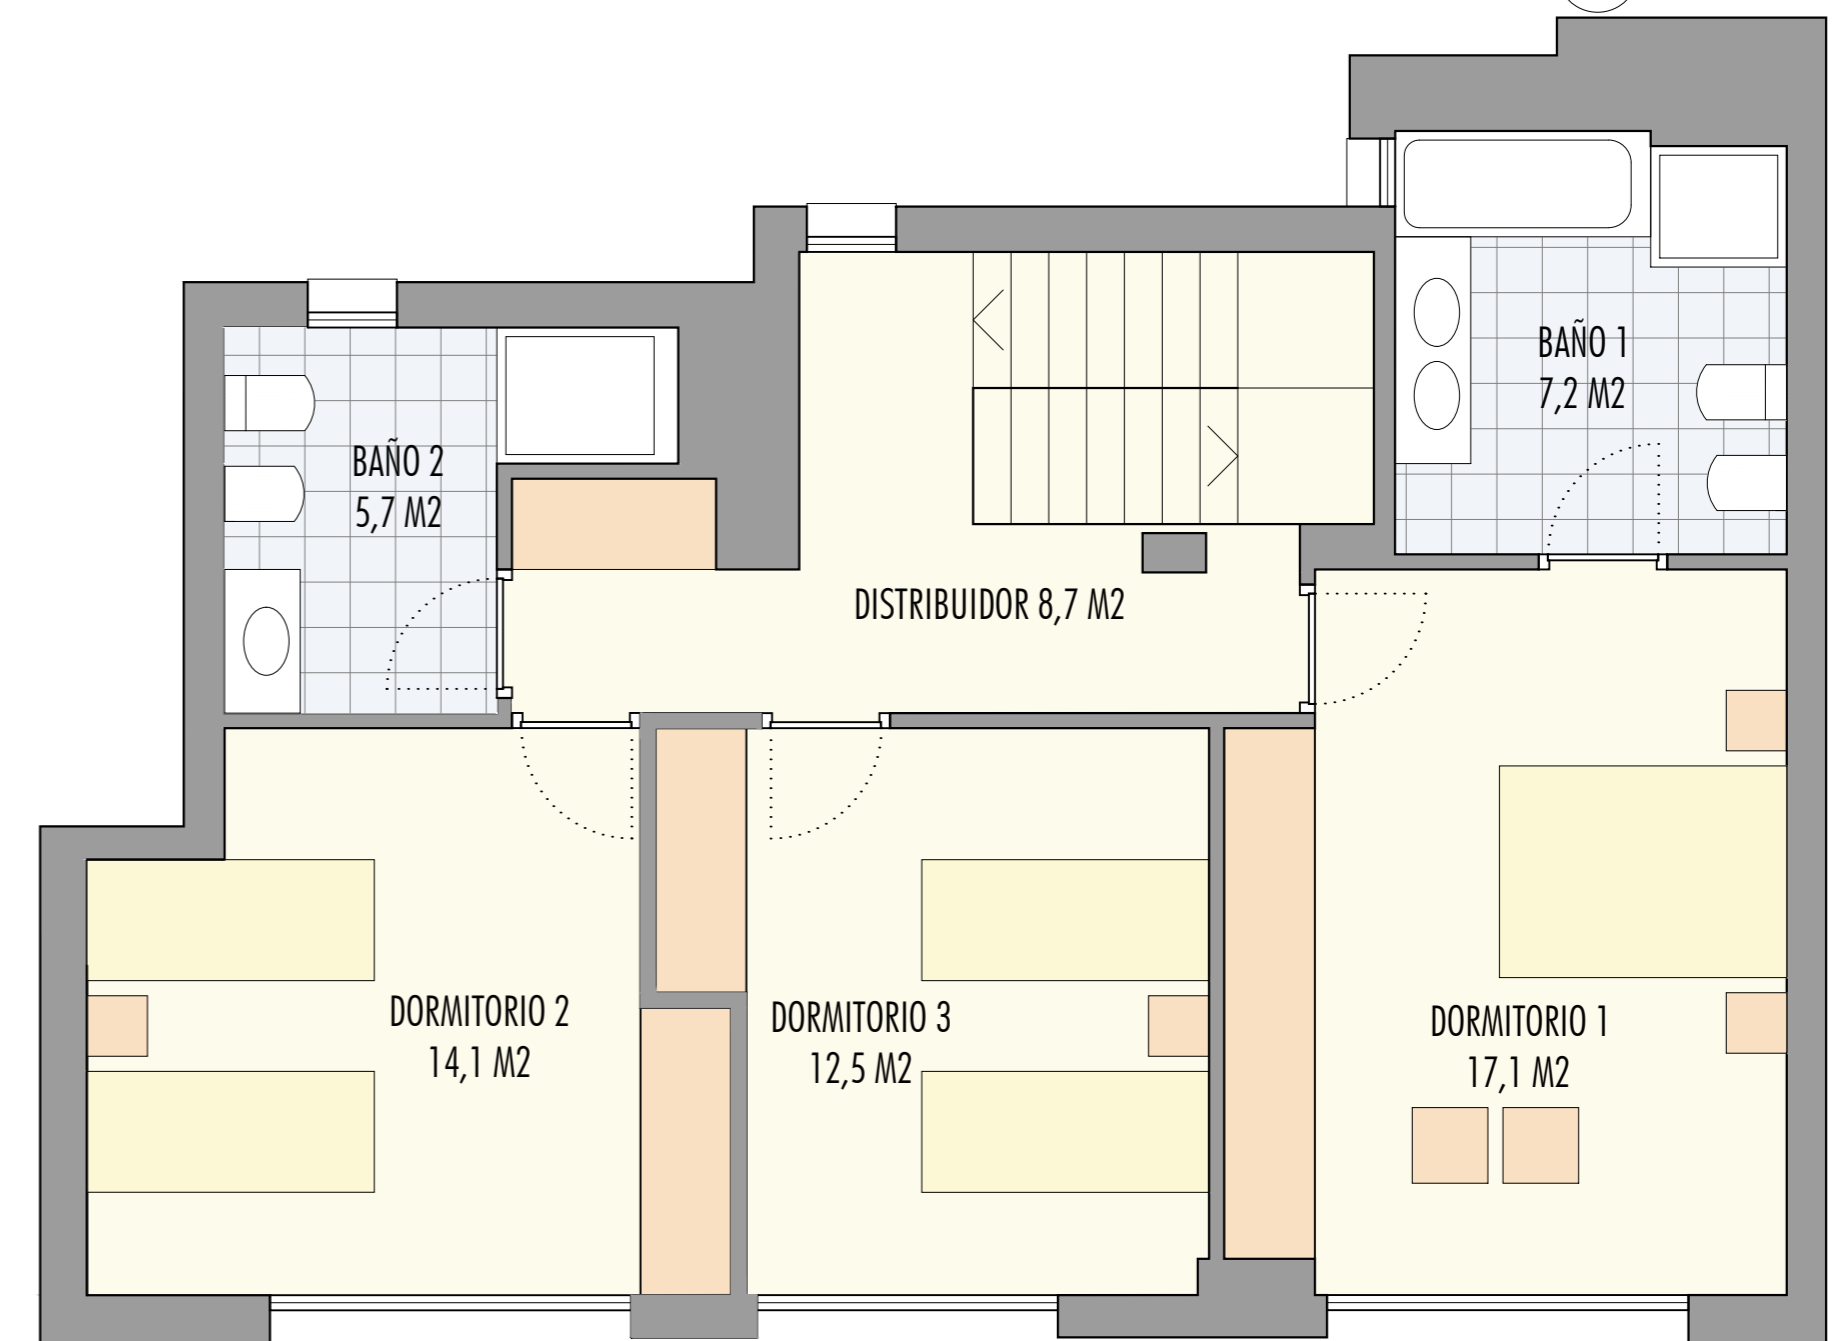 BAÑO 1
7,2 M2
BAÑO 2
5,7 M2
DISTRIBUIDOR 8,7 M2
DORMITORIO 2
14,1 M2
DORMITORIO 3
12,5 M2
DORMITORIO 1
17,1 M2